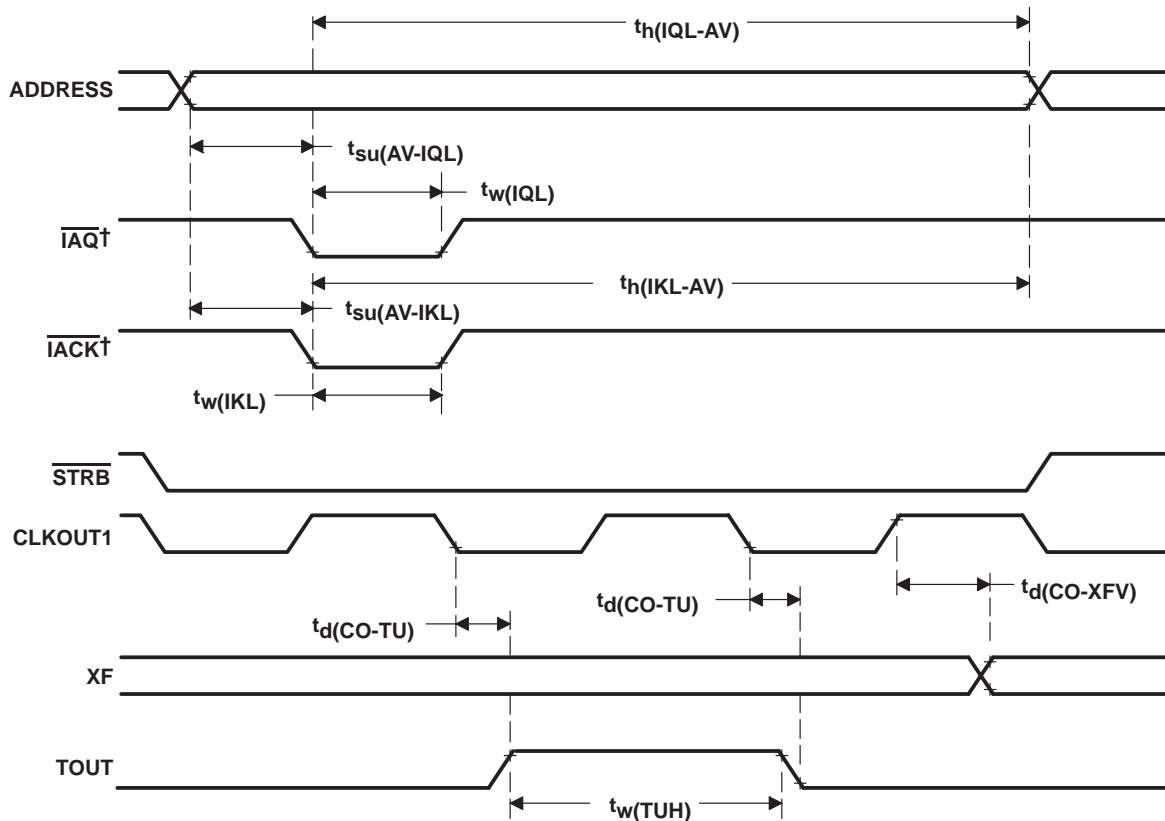 th(IQL-AV)
ADDRESS
tsu(AV-IQL)
tw(IQL)
IAQ†
th(IKL-AV)
tsu(AV-IKL)
IACK†
tw(IKL)
STRB
CLKOUT1
td(CO-TU)
td(CO-TU)
td(CO-XFV)
XF
TOUT
tw(TUH)